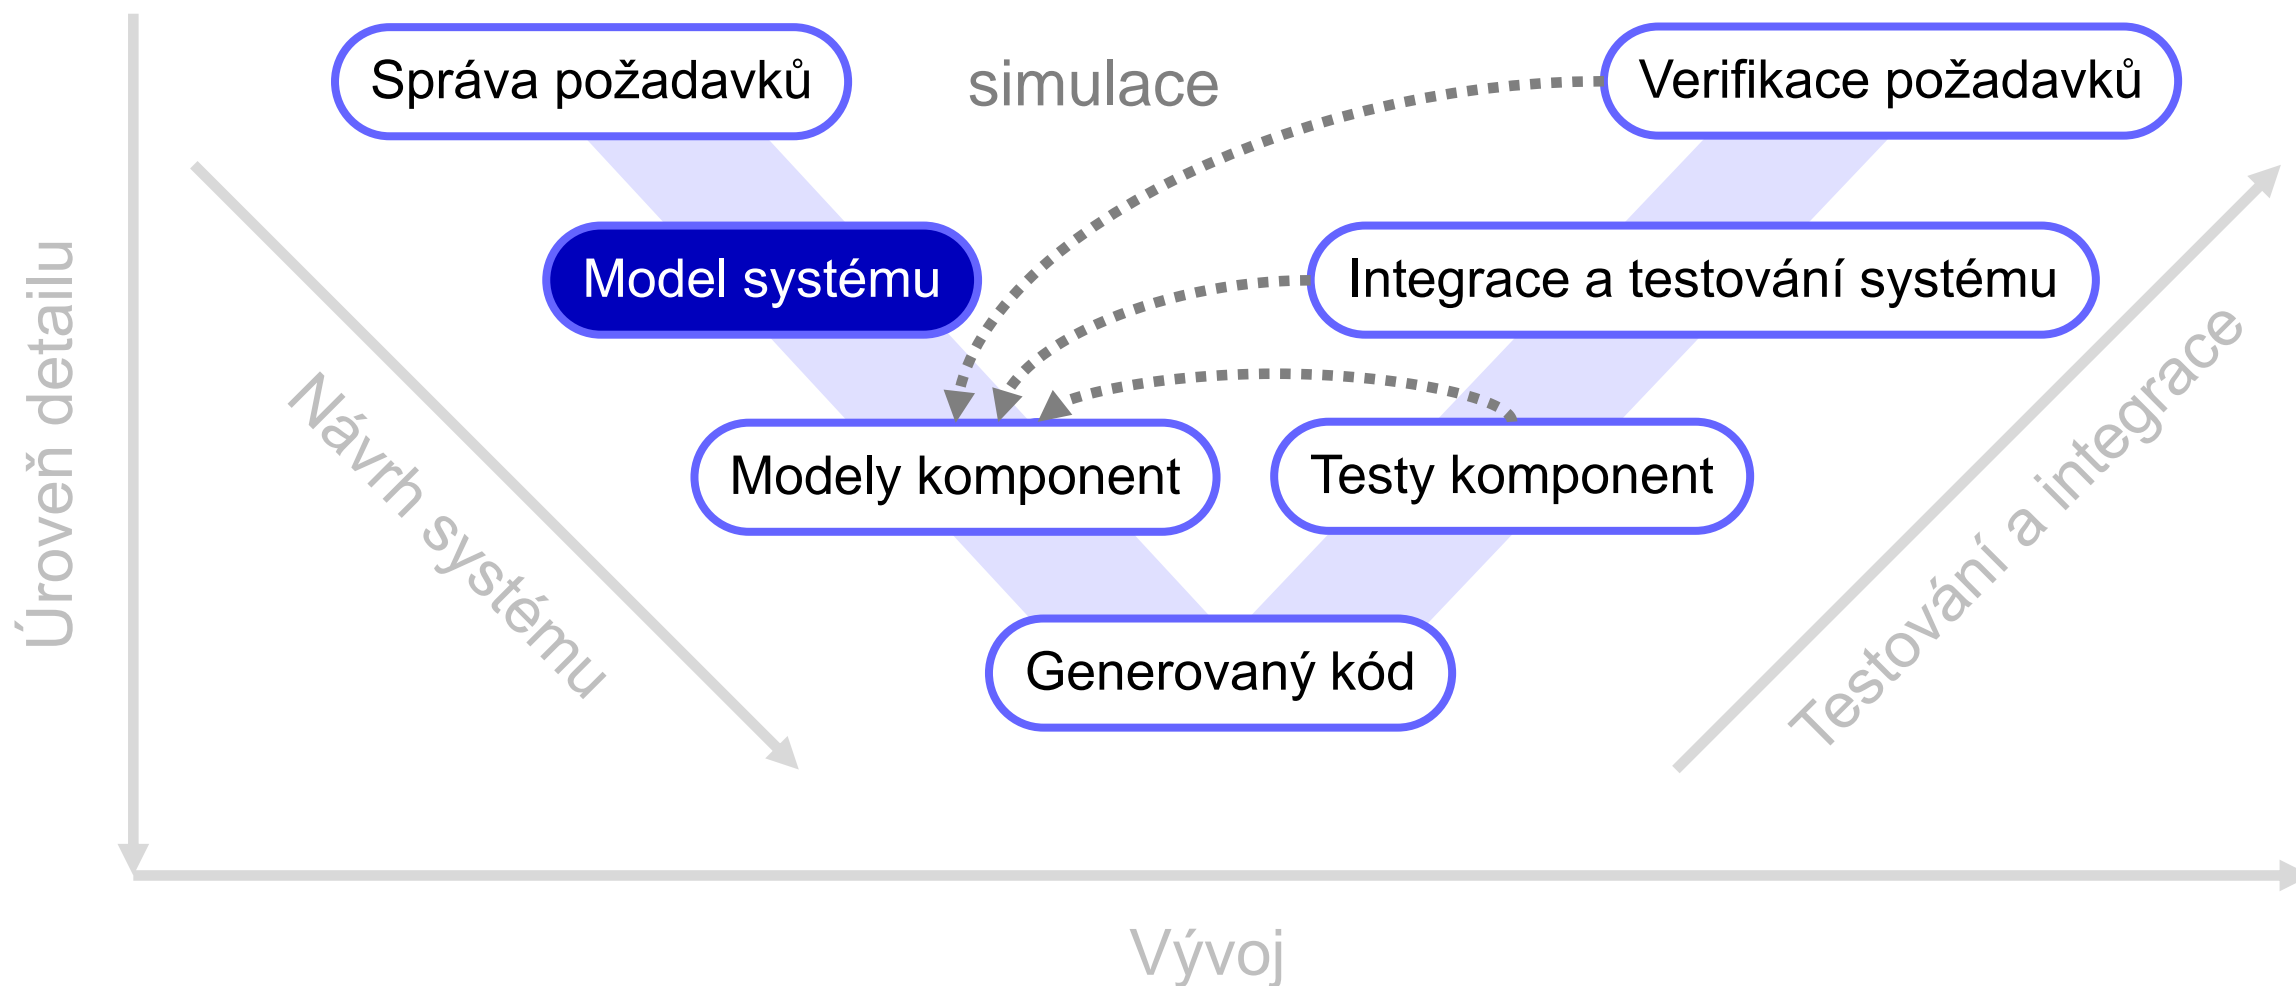 Správa požadavků
simulace
Verifikace požadavků
Model systému
Integrace a testování systému
Úroveň detailu
Návrh systému
Modely komponent
Testy komponent
Testování a integrace
Generovaný kód
Vývoj